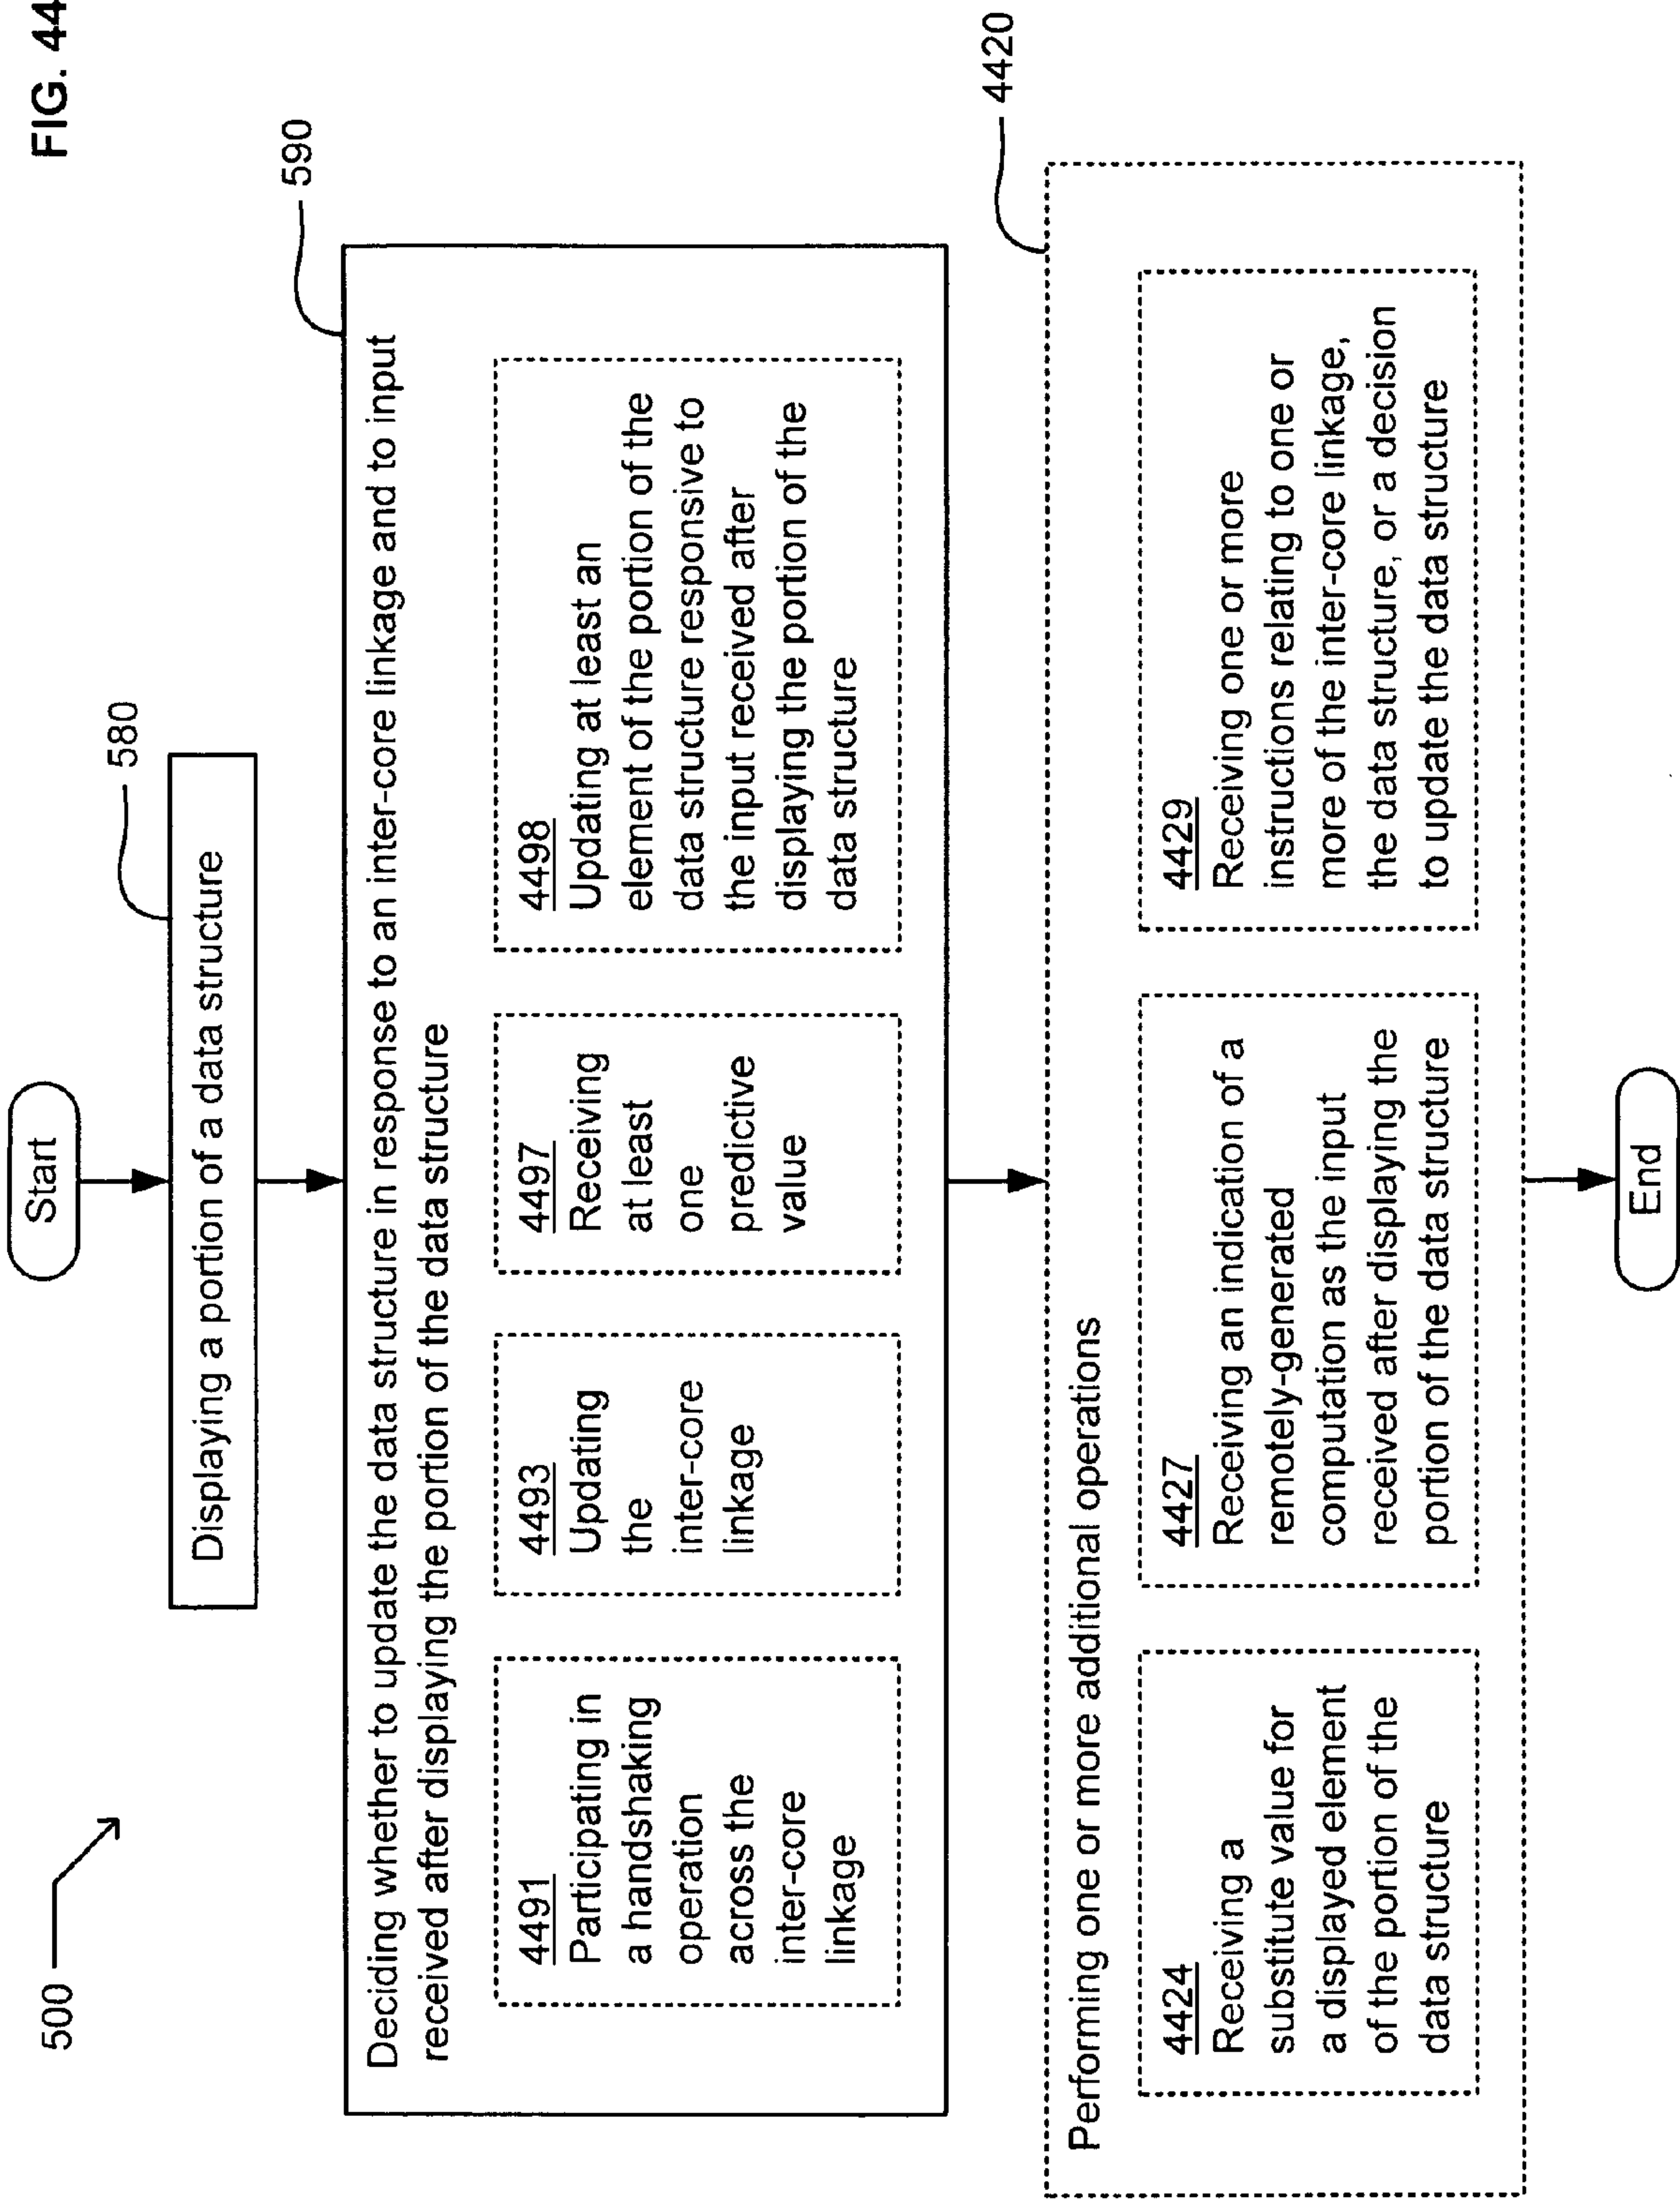 FIG. 44
500
Start
580
Displaying a portion of a data structure
590
Deciding whether to update the data structure in response to an inter-core linkage and to input
received after displaying the portion of the data structure
4491
Participating in
a handshaking
operation
across the
inter-core
linkage
4493
Updating
the
inter-core
linkage
4497
Receiving
at least
one
predictive
value
4498
Updating at least an
element of the portion of the
data structure responsive to
the input received after
displaying the portion of the
data structure
4420
Performing one or more additional operations
4424
Receiving a
substitute value for
a displayed element
of the portion of the
data structure
4427
Receiving an indication of a
remotely-generated
computation as the input
received after displaying the
portion of the data structure
4429
Receiving one or more
instructions relating to one or
more of the inter-core linkage,
the data structure, or a decision
to update the data structure
End